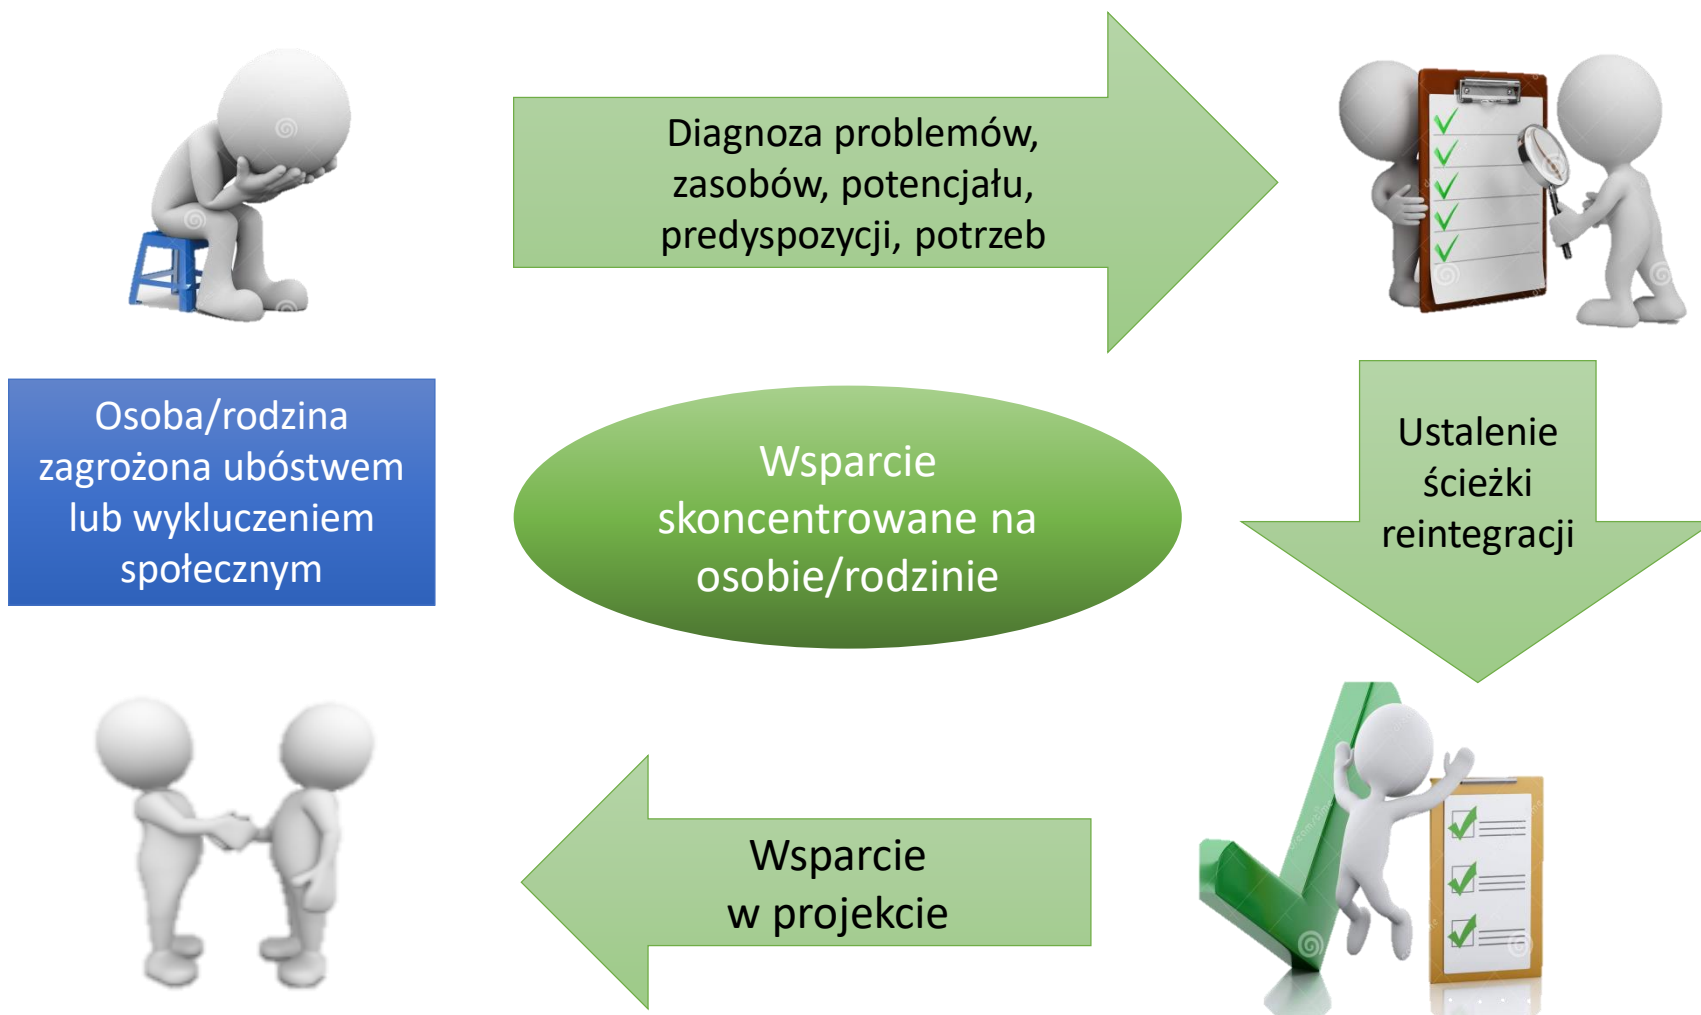 Diagnoza problemów,
zasobów, potencjału,
predyspozycji, potrzeb
Osoba/rodzina
zagrożona ubóstwem
lub wykluczeniem
społecznym
Wsparcie
skoncentrowane na
osobie/rodzinie
Ustalenie
ścieżki
reintegracji
Wsparcie
w projekcie